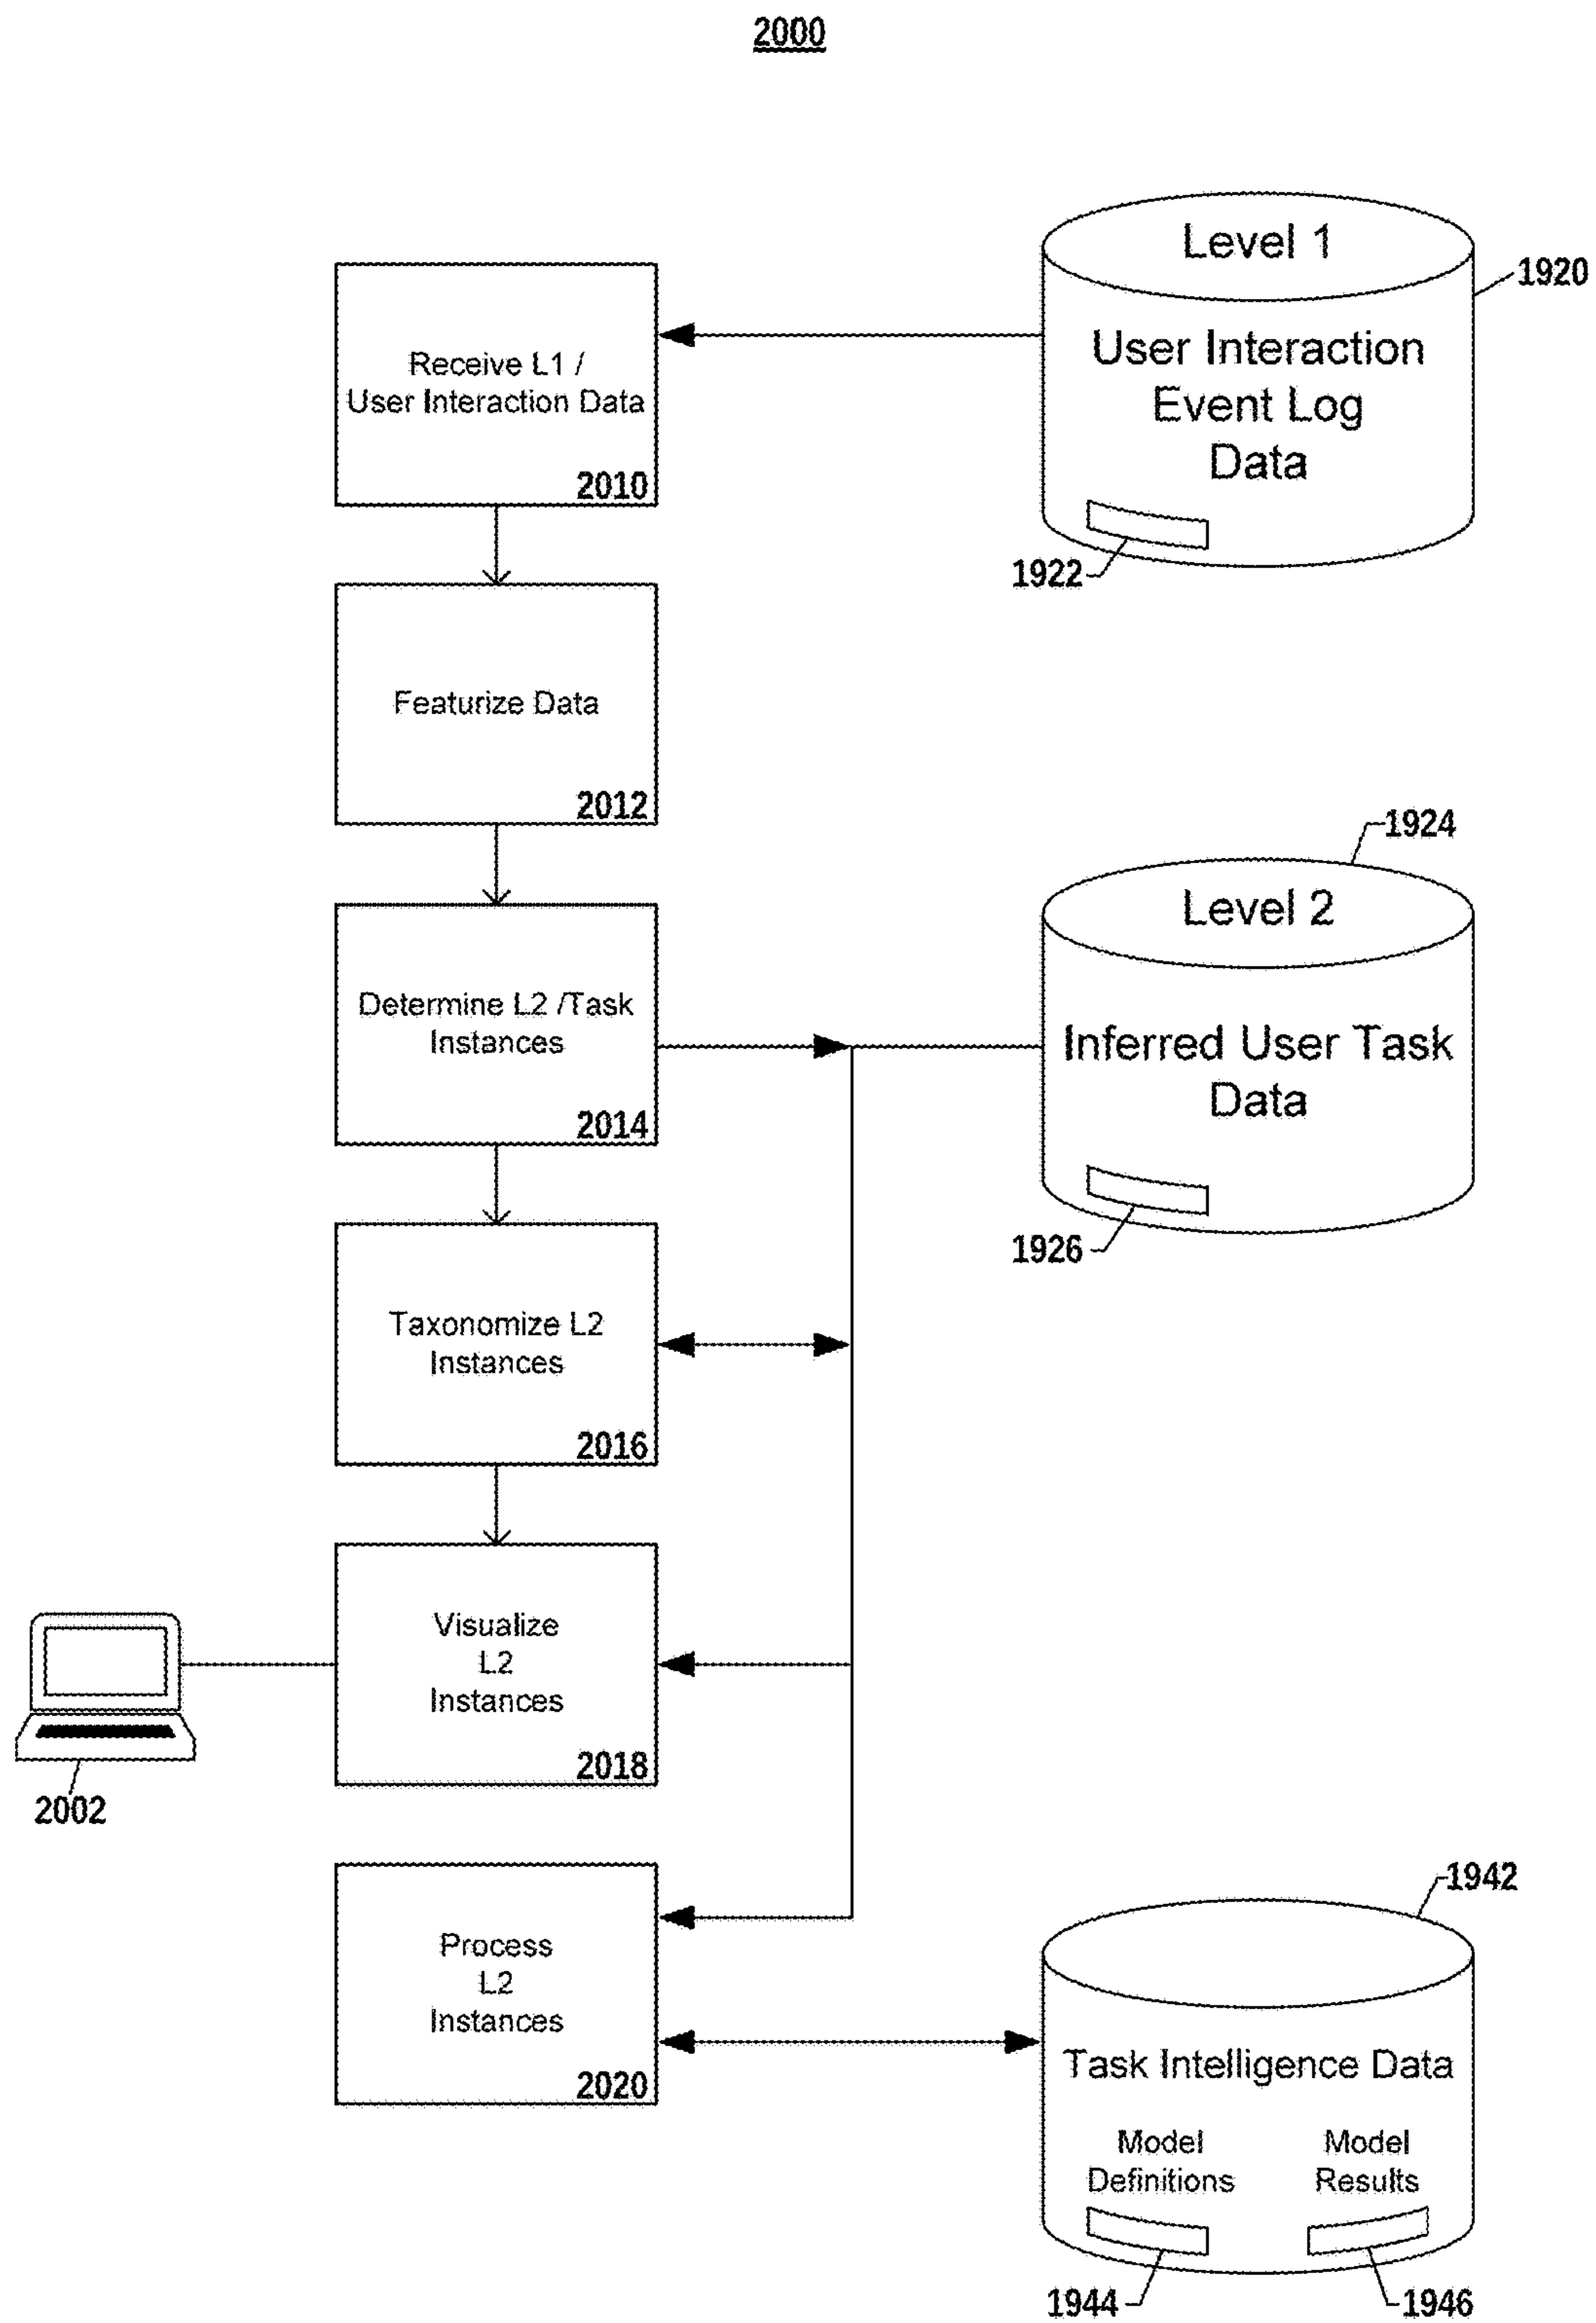 2000
Level 1
1920
User Interaction
Event Log
Data
1922
Receive L1 /
User Interaction Data
2010
Featurize Data
2012
1924
Level 2
Inferred User Task
Data
1926
Determine L2 /Task
Instances
2014
Taxonomize L2
Instances
2016
Visualize
L2
Instances
2018
2002
Process
L2
Instances
2020
1942
Task Intelligence Data
Model
Definitions
Model
Results
1944
1946